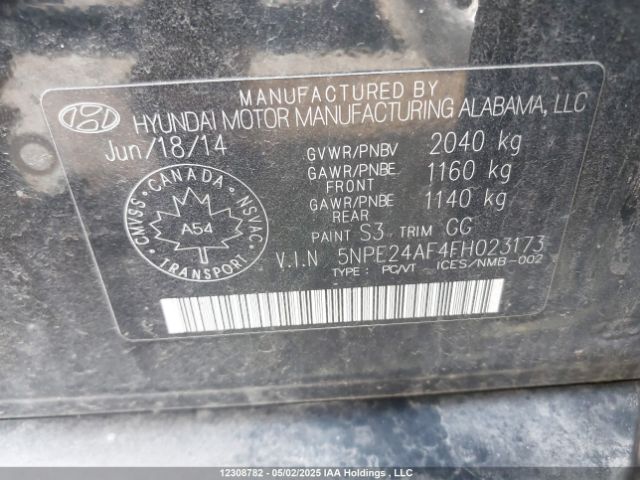 MANUFACTURED BY
HYUNDAI MOTOR MANUFACTURING ALABAMA, LLC
Jun/18/14
GVWR/PNBV 2040 kg
GAWR/PNBE FRONT 1160 kg
GAWR/PNBE REAR 1140 kg
PAINT S3 TRIM GG
V.I.N 5NPE24AF4FH023173
TYPE : PC/VT ICES/NMB-002
CANADA
CMVSS NSVAC
A54
TRANSPORT
12308782 - 05/02/2025 IAA Holdings , LLC